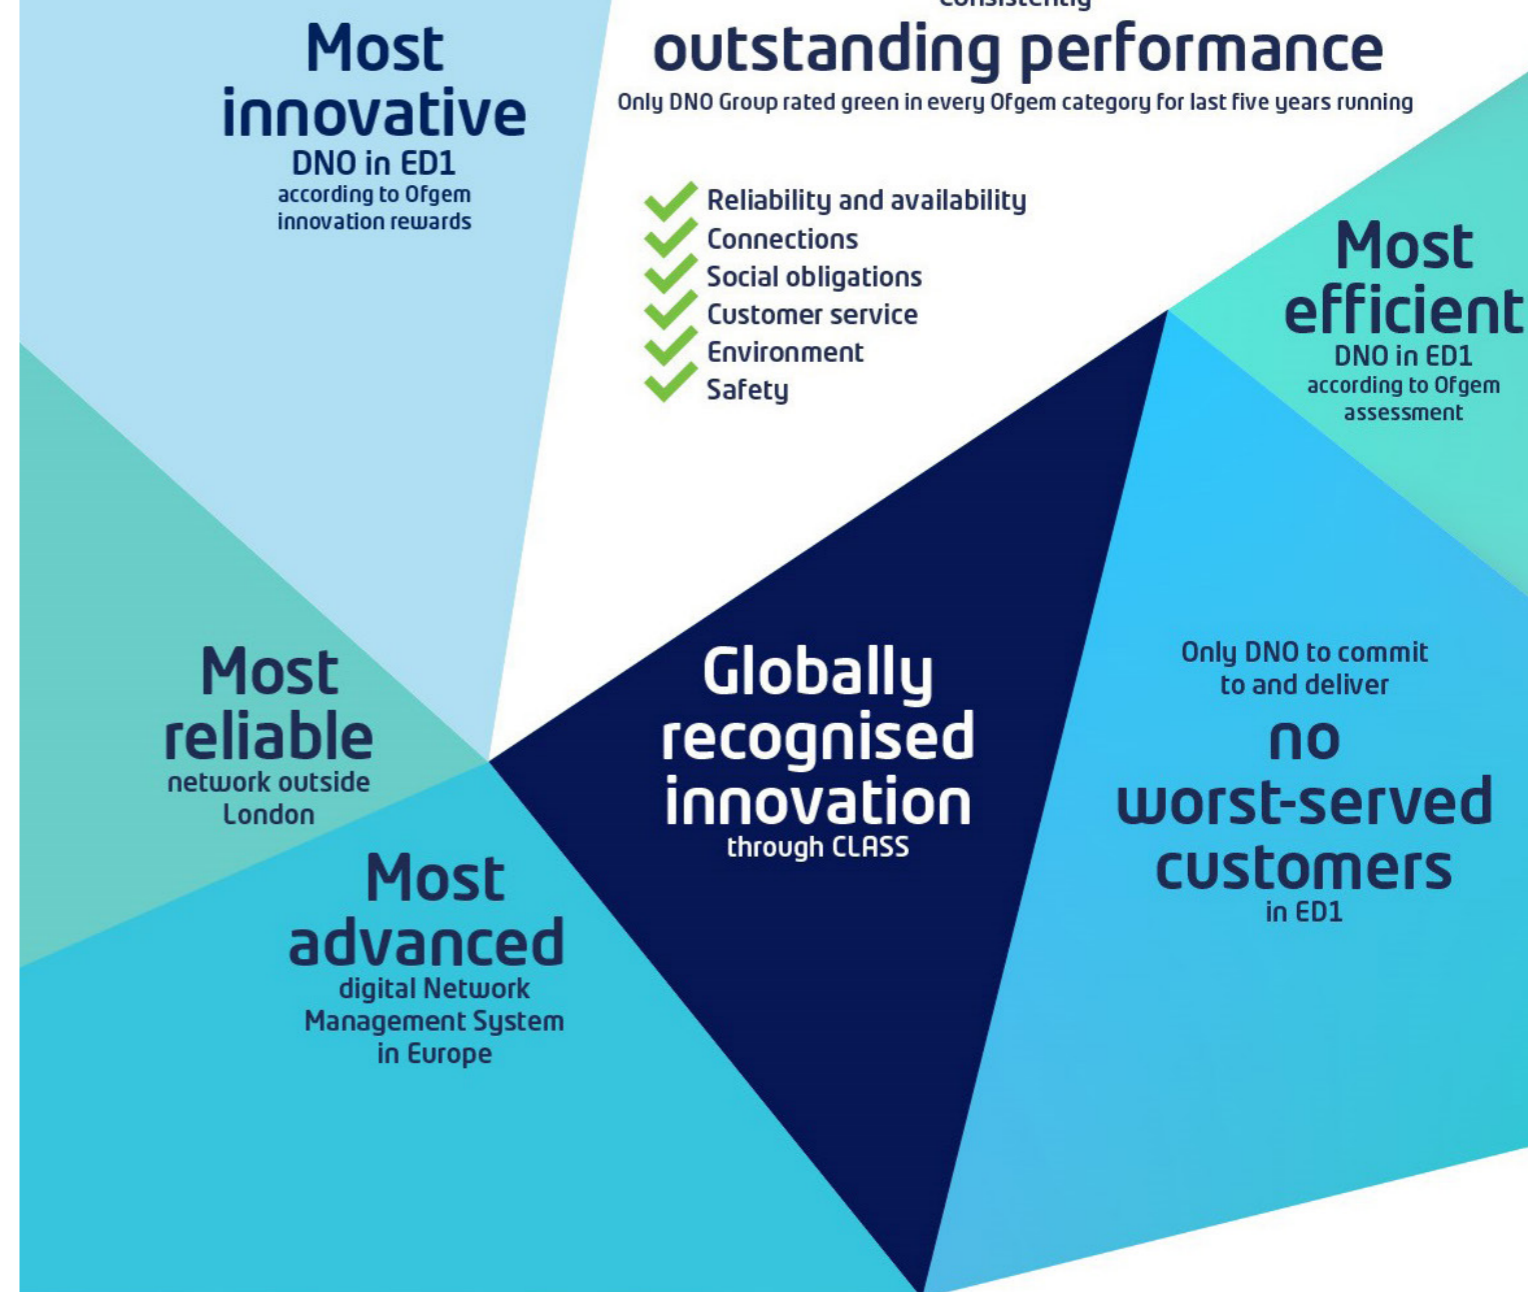 Consistently
outstanding performance
Only DNO Group rated green in every Ofgem category for last five years running
Most
innovative
DNO in ED1
according to Ofgem
innovation rewards
Reliability and availability
Connections
Social obligations
Customer service
Environment
Safety
Most
efficient
DNO in ED1
according to Ofgem
assessment
Most
reliable
network outside
London
Globally
recognised
innovation
through CLASS
Only DNO to commit
to and deliver
no
worst-served
customers
in ED1
Most
advanced
digital Network
Management System
in Europe